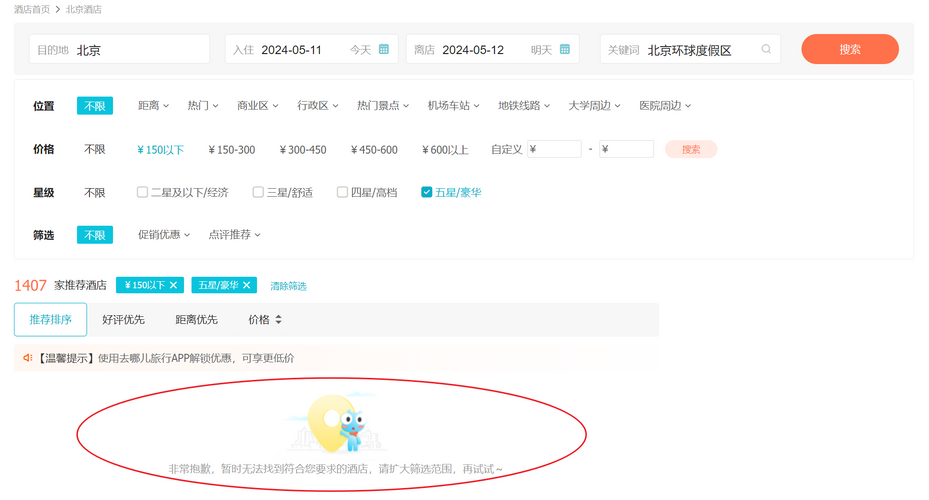 酒店首页 > 北京酒店
目的地 北京 入住 2024-05-11 今天 离店 2024-05-12 明天 关键词 北京环球度假区 搜索
位置 不限 距离 热门 商业区 行政区 热门景点 机场车站 地铁线路 大学周边 医院周边
价格 不限 ¥150以下 ¥150-300 ¥300-450 ¥450-600 ¥600以上 自定义 ¥ - ¥ 搜索
星级 不限 二星及以下/经济 三星/舒适 四星/高档 五星/豪华
筛选 不限 促销优惠 点评推荐
1407 家推荐酒店 ¥150以下 × 五星/豪华 × 清除筛选
推荐排序 好评优先 距离优先 价格
【温馨提示】使用去哪儿旅行APP解锁优惠，可享更低价
非常抱歉，暂时无法找到符合您要求的酒店，请扩大筛选范围，再试试~